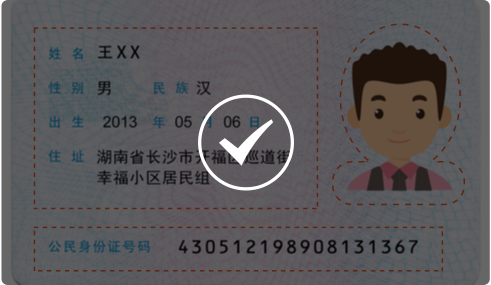 姓名 王XX
性别 男 民族 汉
出生 2013 年 05 月 06 日
住址 湖南省长沙市开福区巡道街
幸福小区居民组
公民身份证号码 430512198908131367